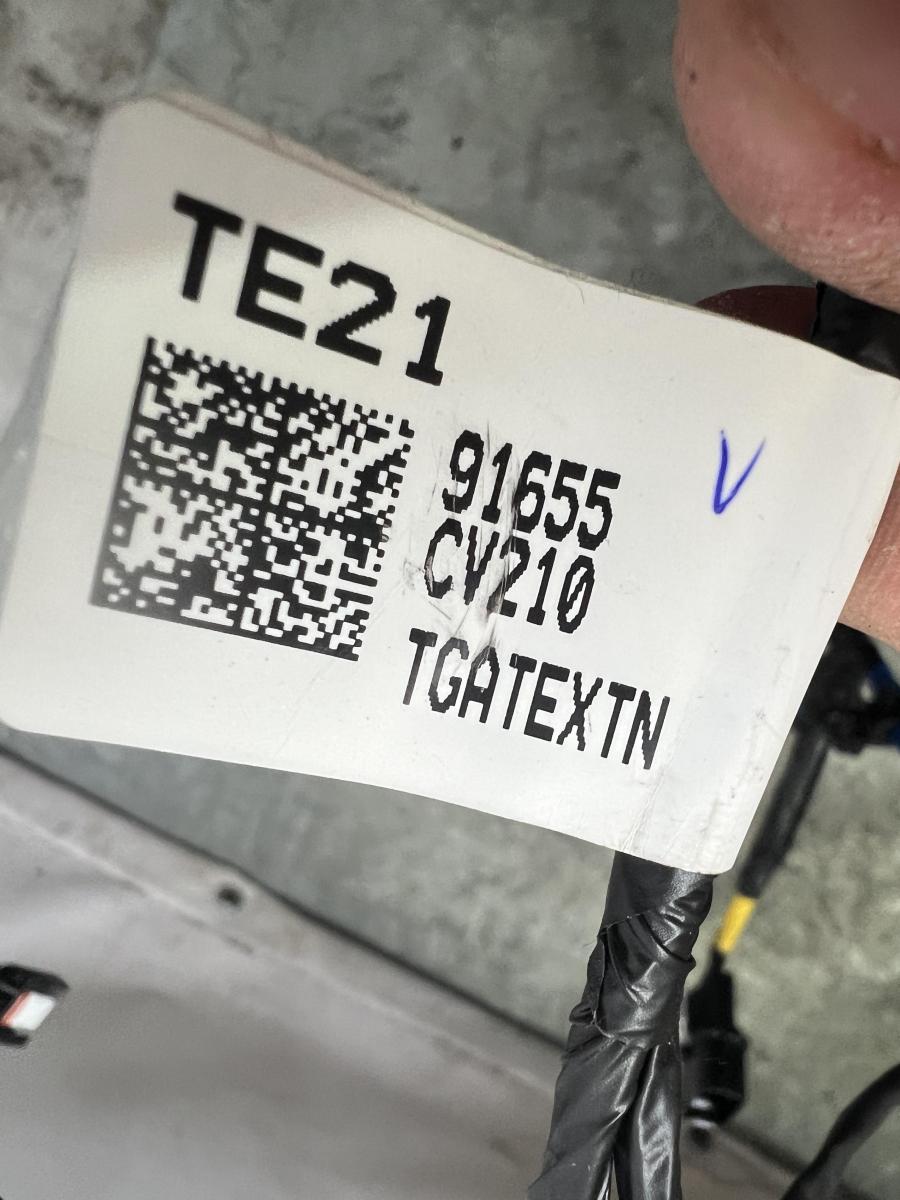 TE21
91655
CV210
TGATEXTN
V